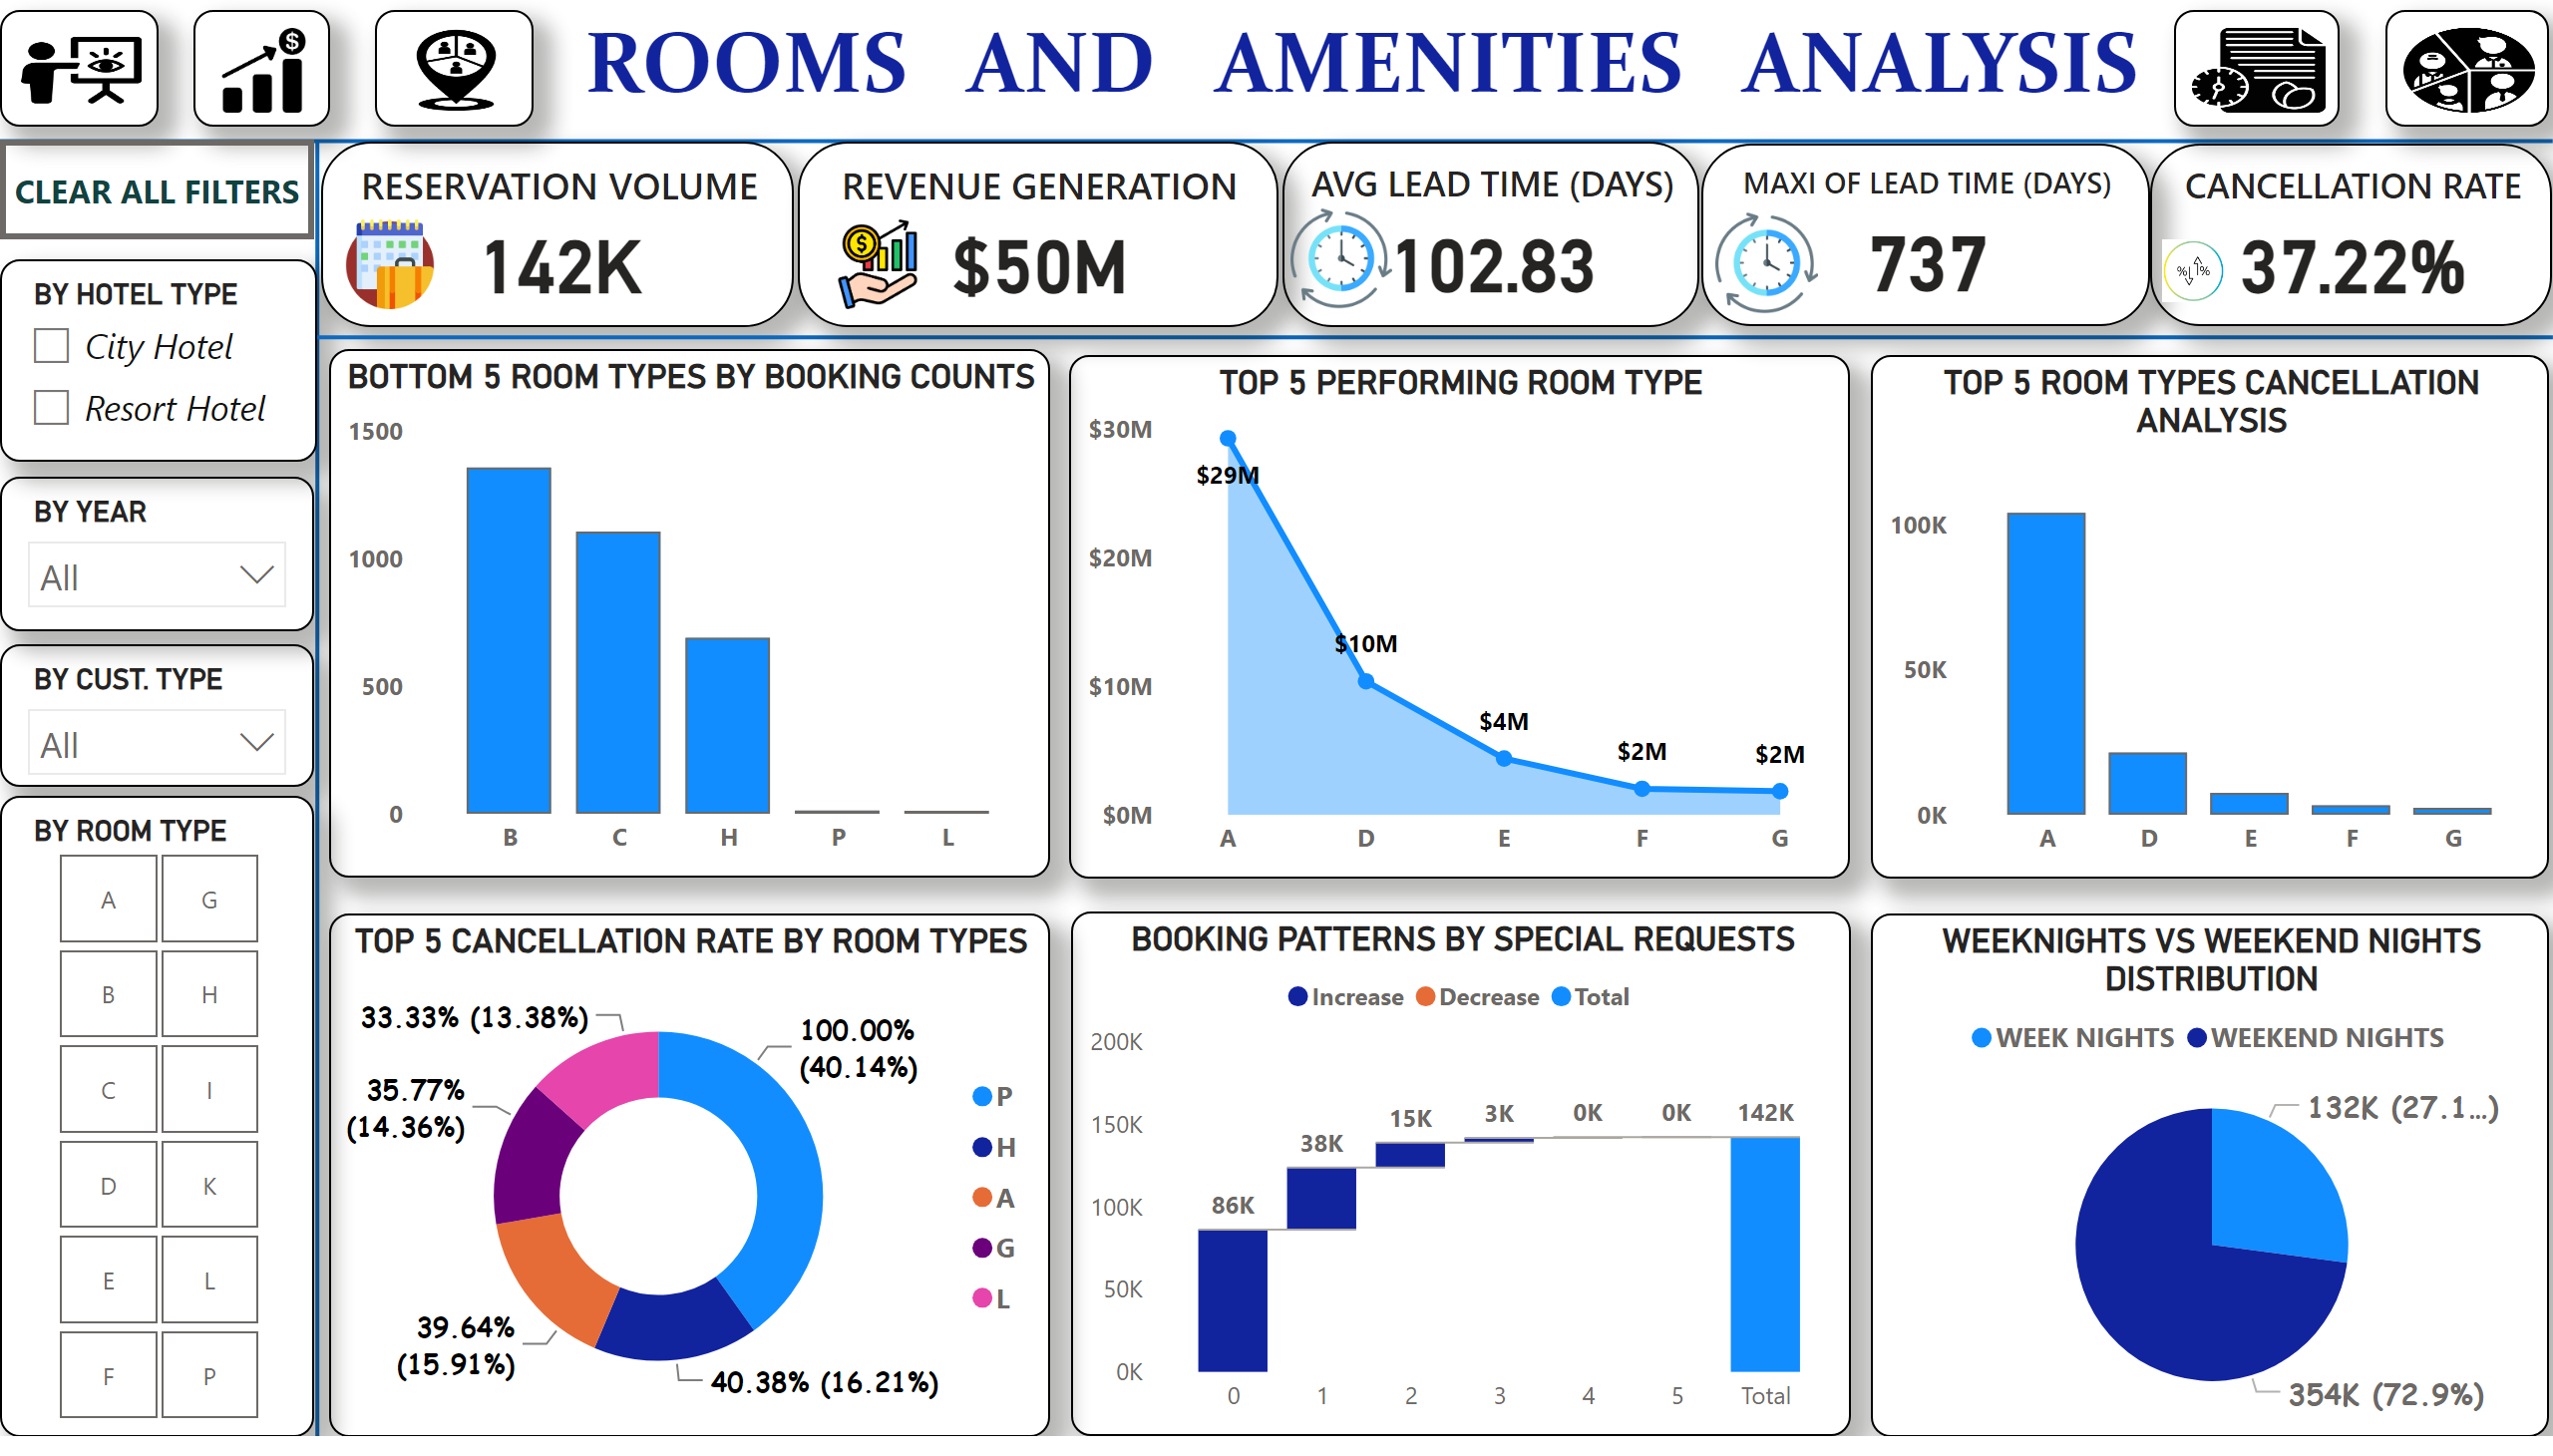 ROOMS AND AMENITIES ANALYSIS
CLEAR ALL FILTERS
RESERVATION VOLUME
142K
REVENUE GENERATION
$50M
AVG LEAD TIME (DAYS)
102.83
MAXI OF LEAD TIME (DAYS)
737
CANCELLATION RATE
37.22%
BY HOTEL TYPE
City Hotel
Resort Hotel
BY YEAR
All
BY CUST. TYPE
All
BY ROOM TYPE
A G
B H
C I
D K
E L
F P
BOTTOM 5 ROOM TYPES BY BOOKING COUNTS
1500
1000
500
0
B C H P L
TOP 5 PERFORMING ROOM TYPE
$30M
$20M
$10M
$0M
$29M
$10M
$4M
$2M
$2M
A D E F G
TOP 5 ROOM TYPES CANCELLATION
ANALYSIS
100K
50K
0K
A D E F G
TOP 5 CANCELLATION RATE BY ROOM TYPES
33.33% (13.38%)
100.00%
(40.14%)
35.77%
(14.36%)
39.64%
(15.91%)
40.38% (16.21%)
P
H
A
G
L
BOOKING PATTERNS BY SPECIAL REQUESTS
Increase Decrease Total
200K
150K
100K
50K
0K
86K
38K
15K
3K
0K
0K
142K
0 1 2 3 4 5 Total
WEEKNIGHTS VS WEEKEND NIGHTS
DISTRIBUTION
WEEK NIGHTS WEEKEND NIGHTS
132K (27.1...)
354K (72.9%)